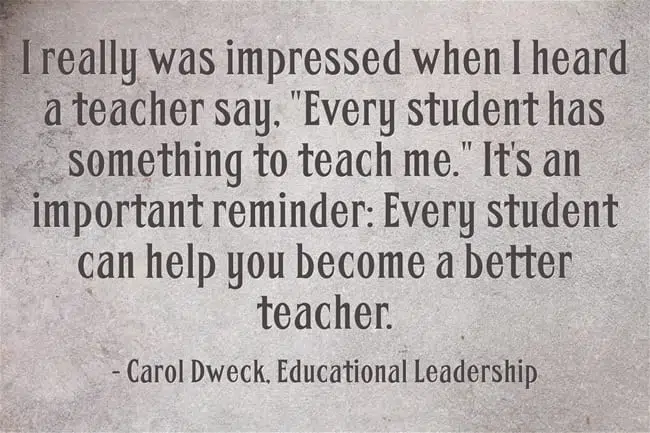 I really was impressed when I heard
a teacher say, "Every student has
something to teach me." It's an
important reminder: Every student
can help you become a better
teacher.
- Carol Dweck, Educational Leadership